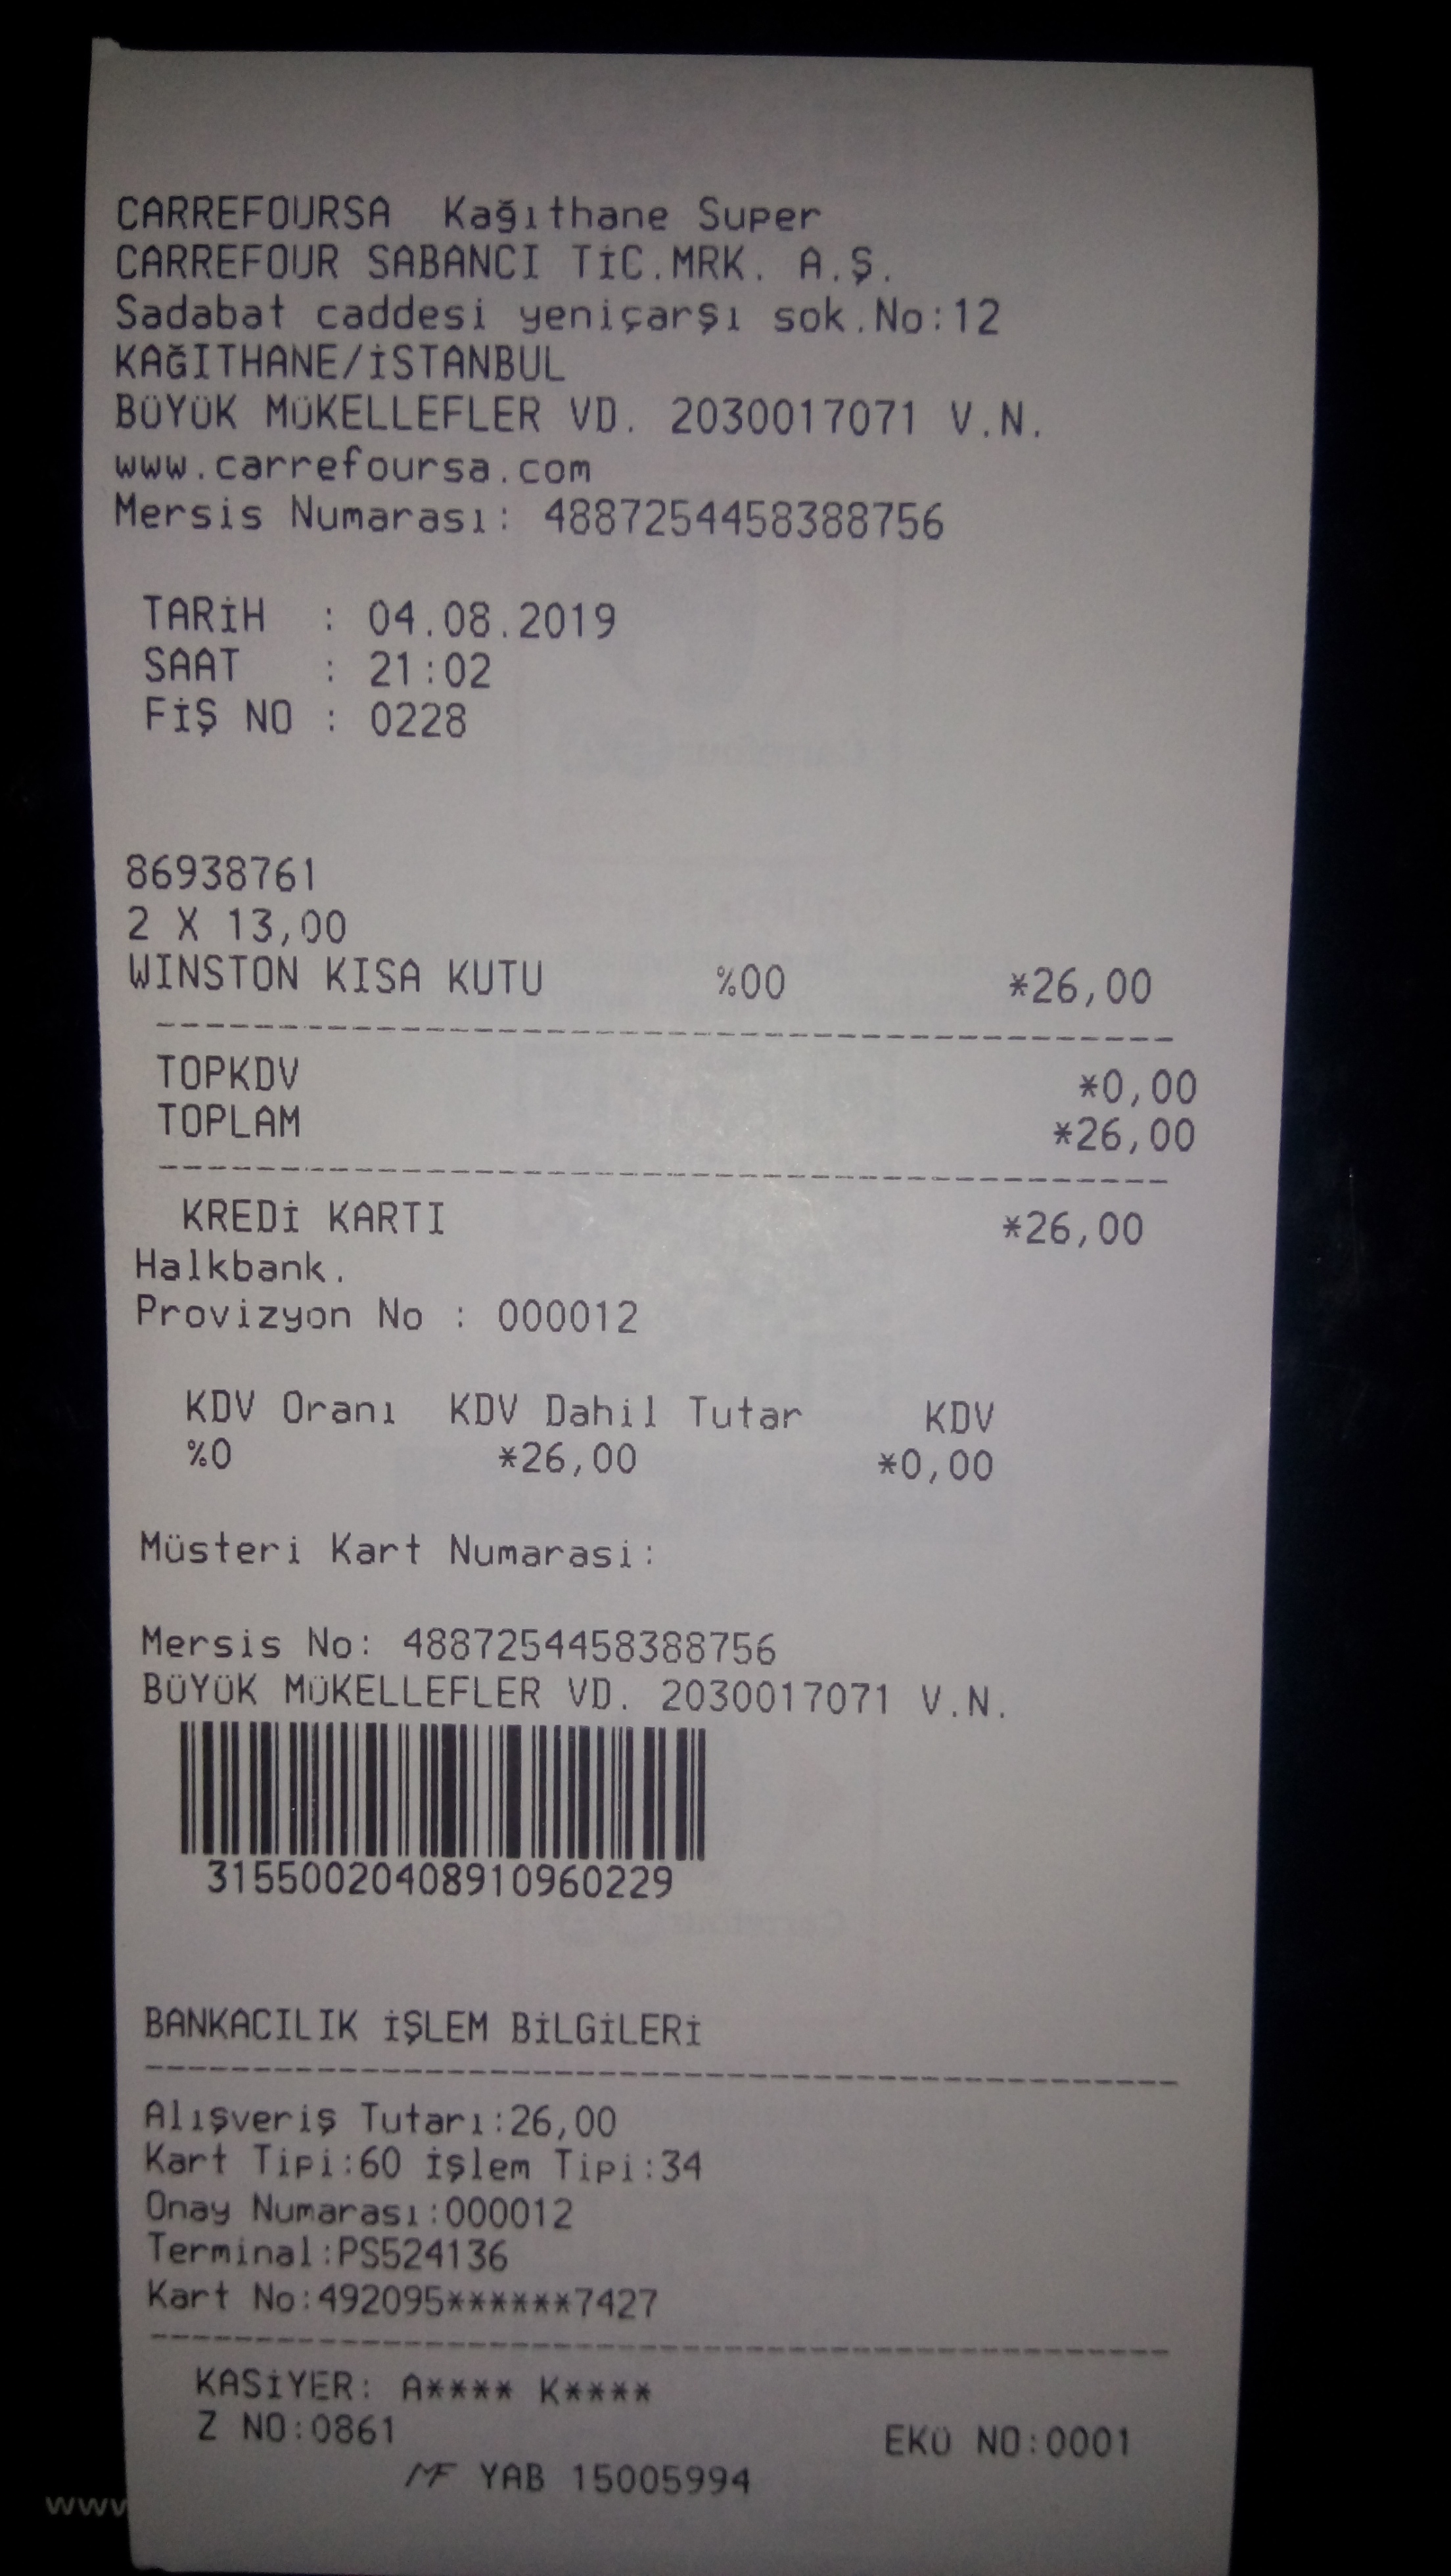 CARREFOURSA Kağıthane Super
CARREFOUR SABANCI TİC.MRK. A.Ş.
Sadabat caddesi yeniçarşı sok.No:12
KAĞITHANE/İSTANBUL
BÜYÜK MÜKELLEFLER VD. 2030017071 V.N.
www.carrefoursa.com
Mersis Numarası: 4887254458388756
TARİH : 04.08.2019
SAAT : 21:02
FİŞ NO : 0228
86938761
2 X 13,00
WINSTON KISA KUTU %00 *26,00
TOPKDV *0,00
TOPLAM *26,00
KREDİ KARTI *26,00
Halkbank.
Provizyon No : 000012
KDV Oranı KDV Dahil Tutar KDV
%0 *26,00 *0,00
Müsteri Kart Numarasi:
Mersis No: 4887254458388756
BÜYÜK MÜKELLEFLER VD. 2030017071 V.N.
31550020408910960229
BANKACILIK İŞLEM BİLGİLERİ
Alışveriş Tutarı:26,00
Kart Tipi:60 İşlem Tipi:34
Onay Numarası:000012
Terminal:PS524136
Kart No:492095******7427
KASİYER: A**** K****
Z NO:0861 EKÜ NO:0001
MF YAB 15005994
www